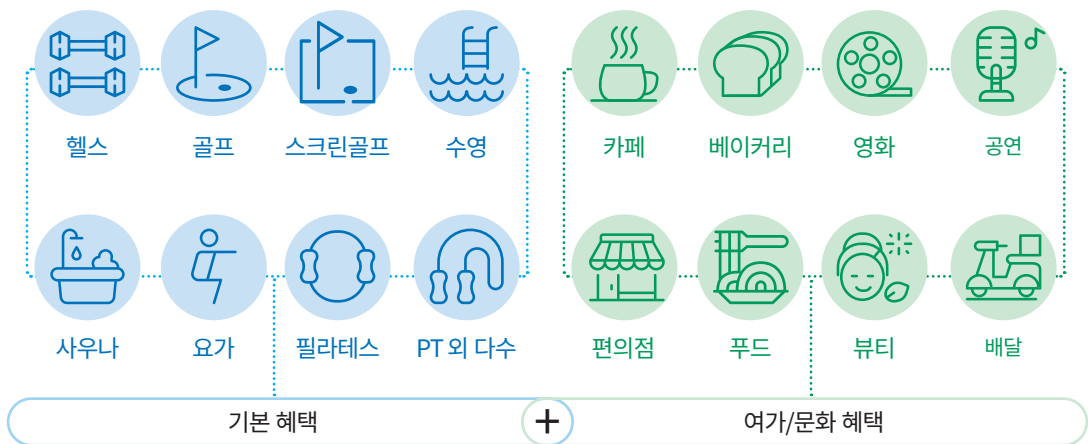 헬스 골프 스크린골프 수영 카페 베이커리 영화 공연
사우나 요가 필라테스 PT 외 다수 편의점 푸드 뷰티 배달
기본 혜택 + 여가/문화 혜택